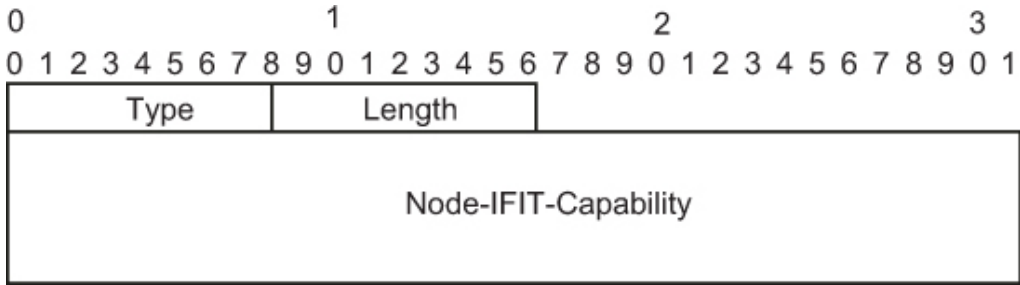 0 1 2 3
0 1 2 3 4 5 6 7 8 9 0 1 2 3 4 5 6 7 8 9 0 1 2 3 4 5 6 7 8 9 0 1
Type Length
Node-IFIT-Capability